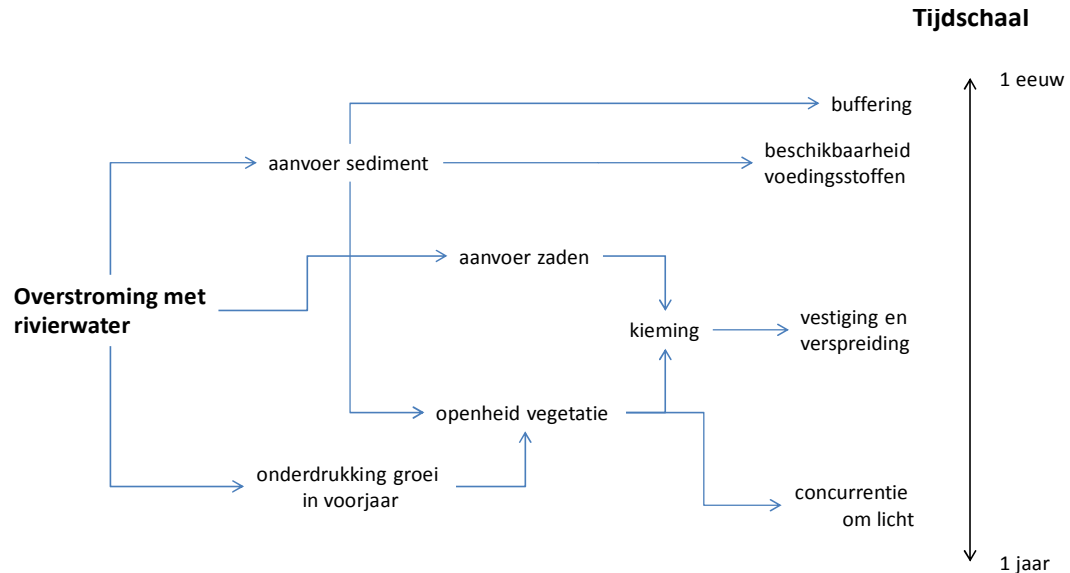 Tijdschaal
1 eeuw
buffering
aanvoer sediment
beschikbaarheid
voedingsstoffen
aanvoer zaden
Overstroming met
rivierwater
kieming
vestiging en
verspreiding
openheid vegetatie
onderdrukking groei
in voorjaar
concurrentie
om licht
1 jaar